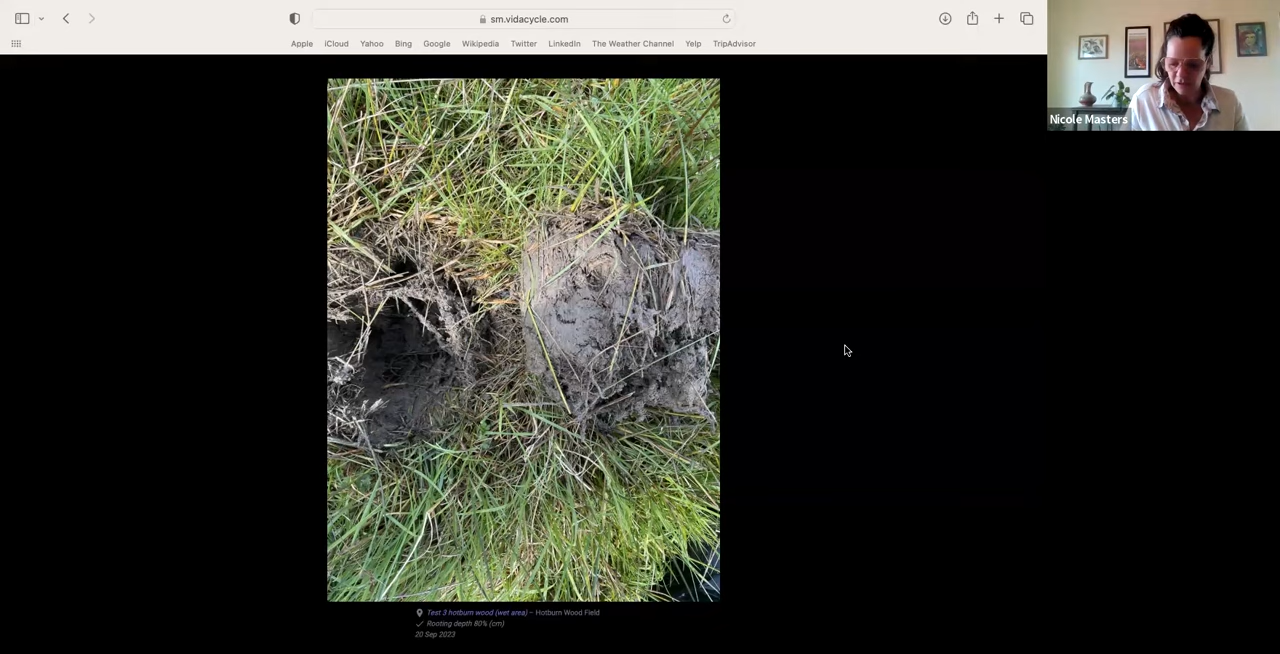 sm.vidacycle.com
Apple iCloud Yahoo Bing Google Wikipedia Twitter LinkedIn The Weather Channel Yelp TripAdvisor
Nicole Masters
Test 3 hotburn wood (wet area) – Hotburn Wood Field
Rooting depth 80% (cm)
20 Sep 2023